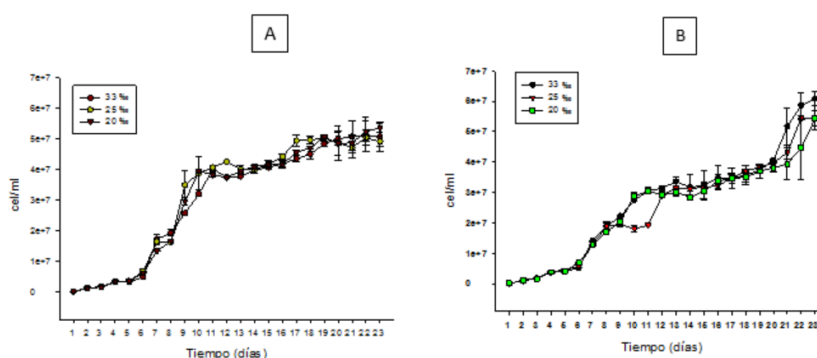 A
7e+7
6e+7
5e+7
4e+7
3e+7
2e+7
1e+7
0
cel/ml
33 ‰
25 ‰
20 ‰
1 2 3 4 5 6 7 8 9 10 11 12 13 14 15 16 17 18 19 20 21 22 23
Tiempo (días)
B
7e+7
6e+7
5e+7
4e+7
3e+7
2e+7
1e+7
0
cel/ml
33 ‰
25 ‰
20 ‰
1 2 3 4 5 6 7 8 9 10 11 12 13 14 15 16 17 18 19 20 21 22 23
Tiempo (días)